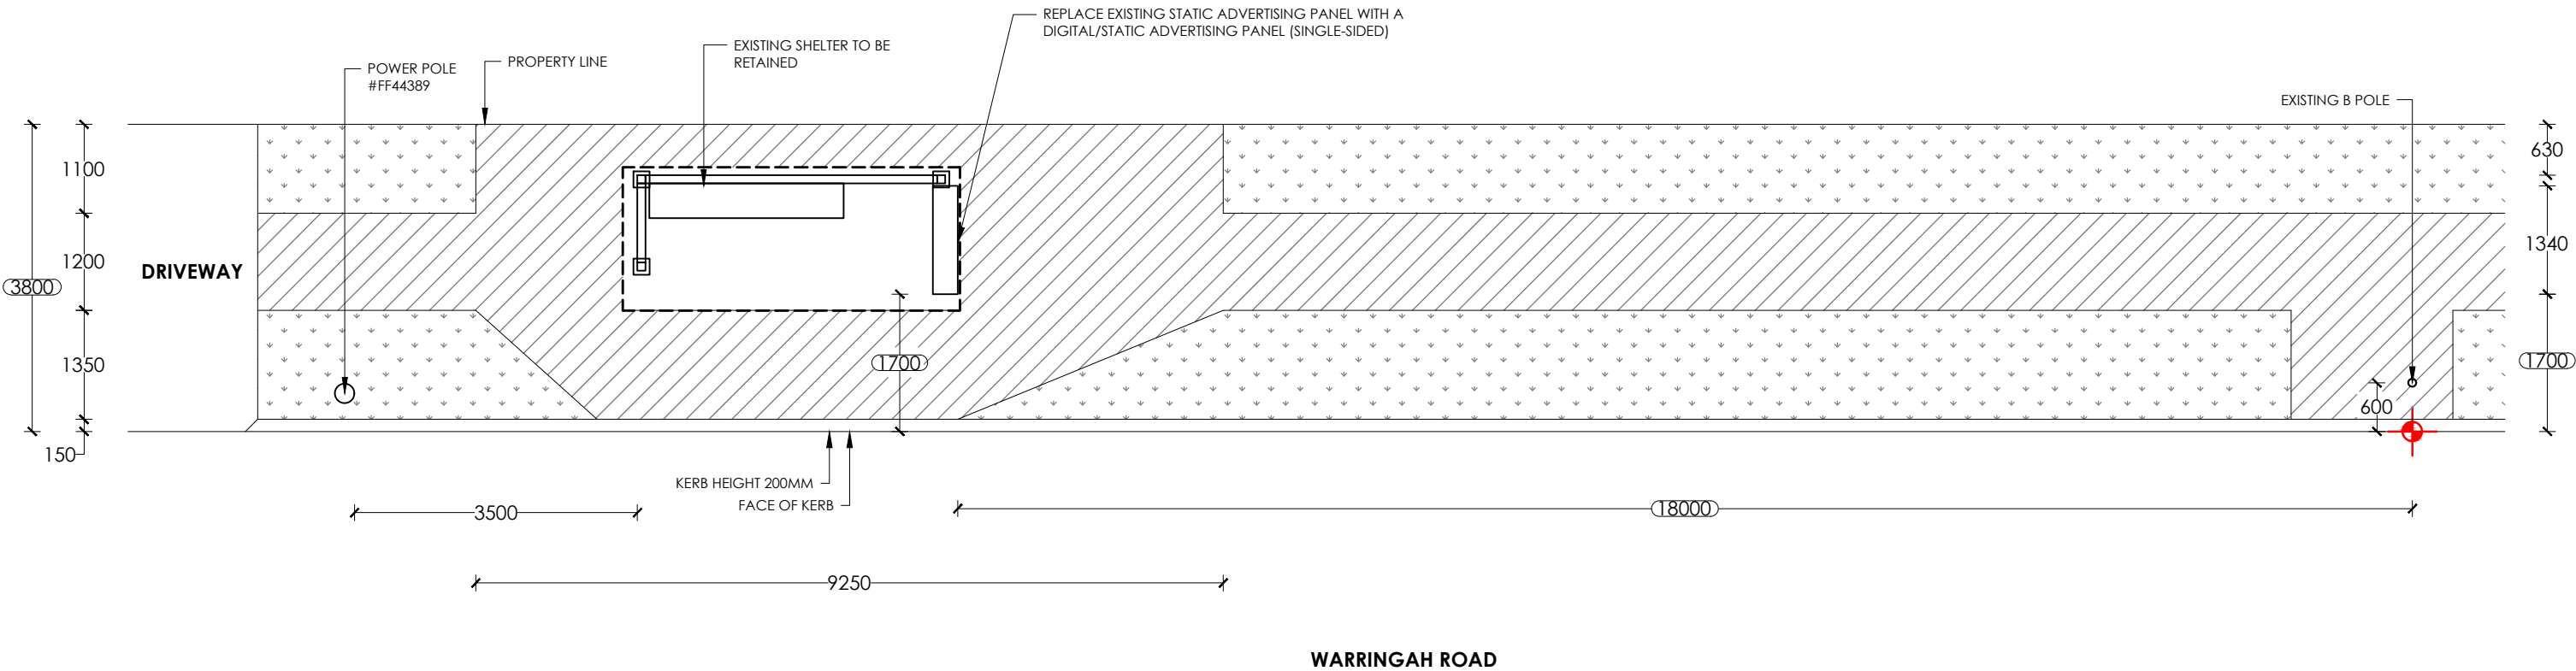 REPLACE EXISTING STATIC ADVERTISING PANEL WITH A
DIGITAL/STATIC ADVERTISING PANEL (SINGLE-SIDED)
EXISTING SHELTER TO BE
RETAINED
PROPERTY LINE
POWER POLE
#FF44389
EXISTING B POLE
1100
630
1200
1340
DRIVEWAY
3800
1350
1700
1700
600
150
KERB HEIGHT 200MM
FACE OF KERB
3500
18000
9250
WARRINGAH ROAD